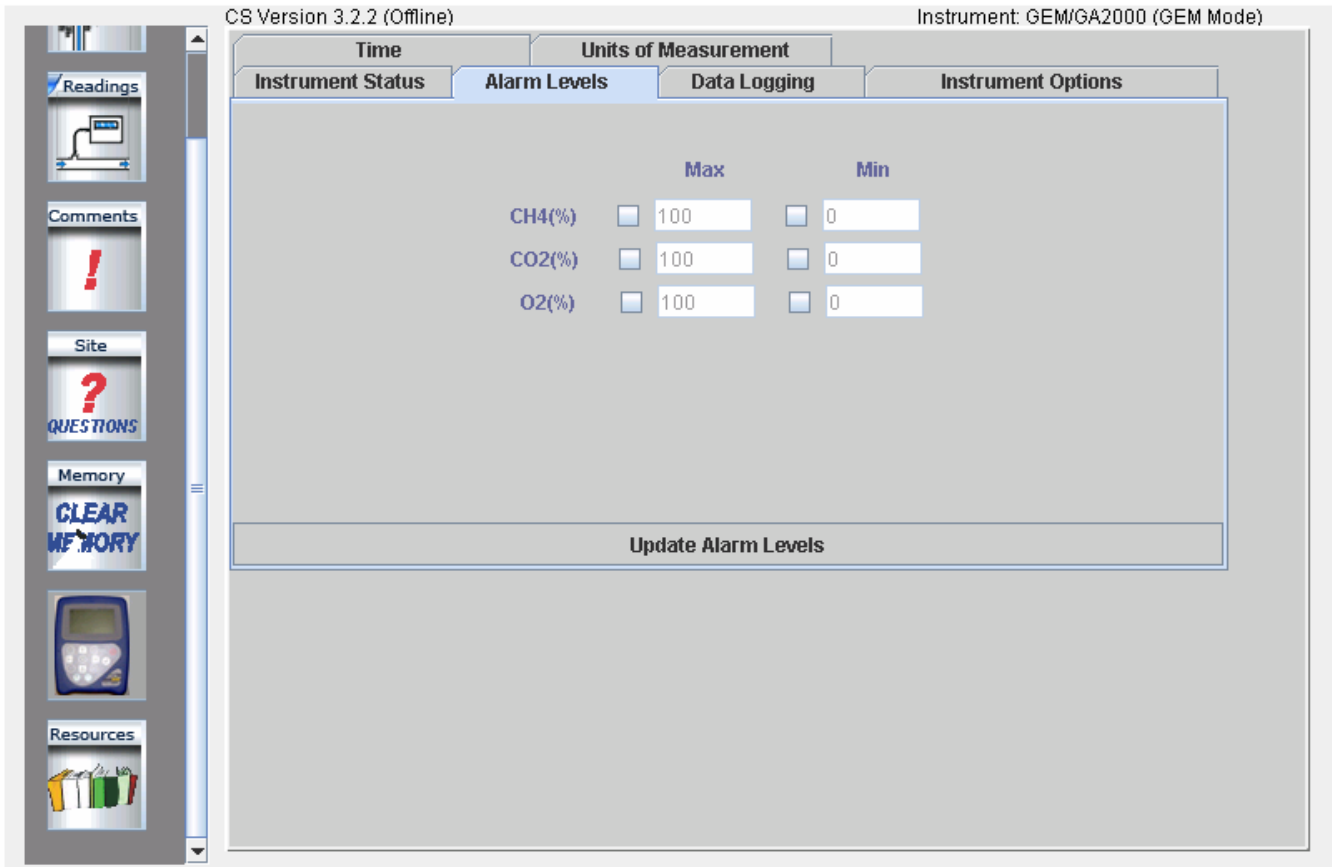 CS Version 3.2.2 (Offline)
Instrument: GEM/GA2000 (GEM Mode)
Time
Units of Measurement
Instrument Status
Alarm Levels
Data Logging
Instrument Options
Max
Min
CH4(%) 100 0
CO2(%) 100 0
O2(%) 100 0
Update Alarm Levels
Readings
Comments
!
Site
?
QUESTIONS
Memory
CLEAR
MEMORY
Resources